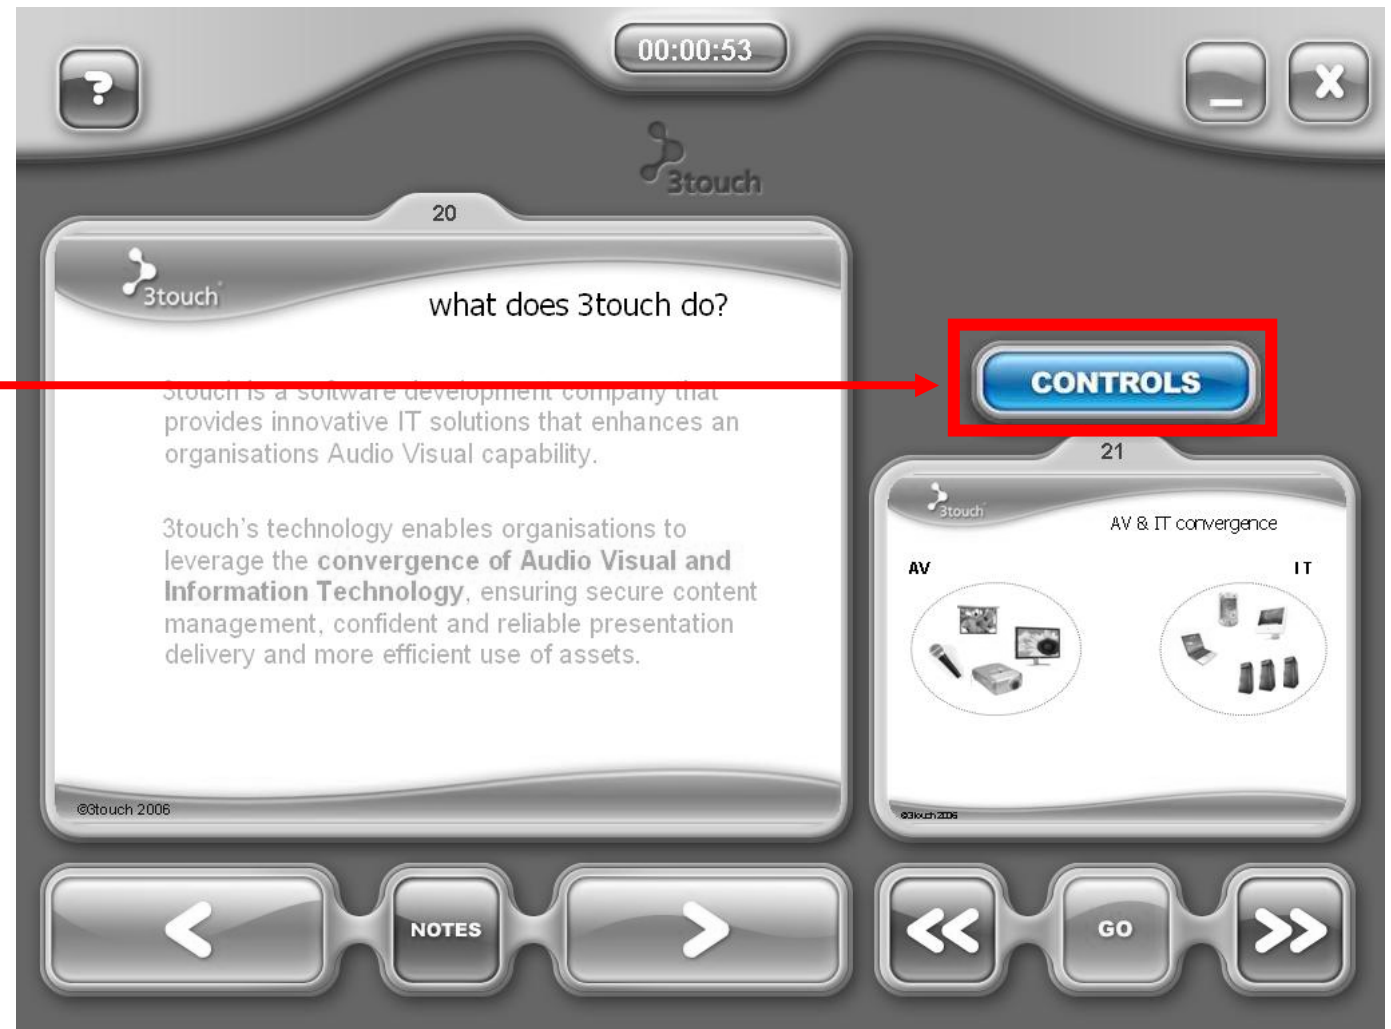 ?
00:00:53
_
X
3touch
20
3touch
what does 3touch do?
3touch is a software development company that
provides innovative IT solutions that enhances an
organisations Audio Visual capability.
3touch's technology enables organisations to
leverage the convergence of Audio Visual and
Information Technology, ensuring secure content
management, confident and reliable presentation
delivery and more efficient use of assets.
©3touch 2006
CONTROLS
21
3touch
AV & IT convergence
AV
IT
©3touch 2006
<
NOTES
>
<<
GO
>>